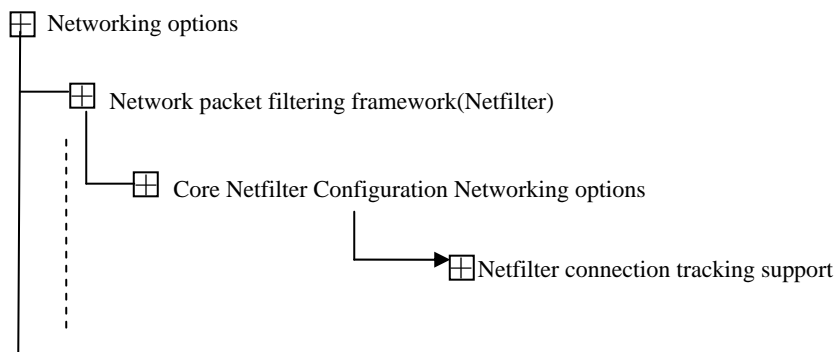 Networking options
Network packet filtering framework(Netfilter)
Core Netfilter Configuration Networking options
Netfilter connection tracking support